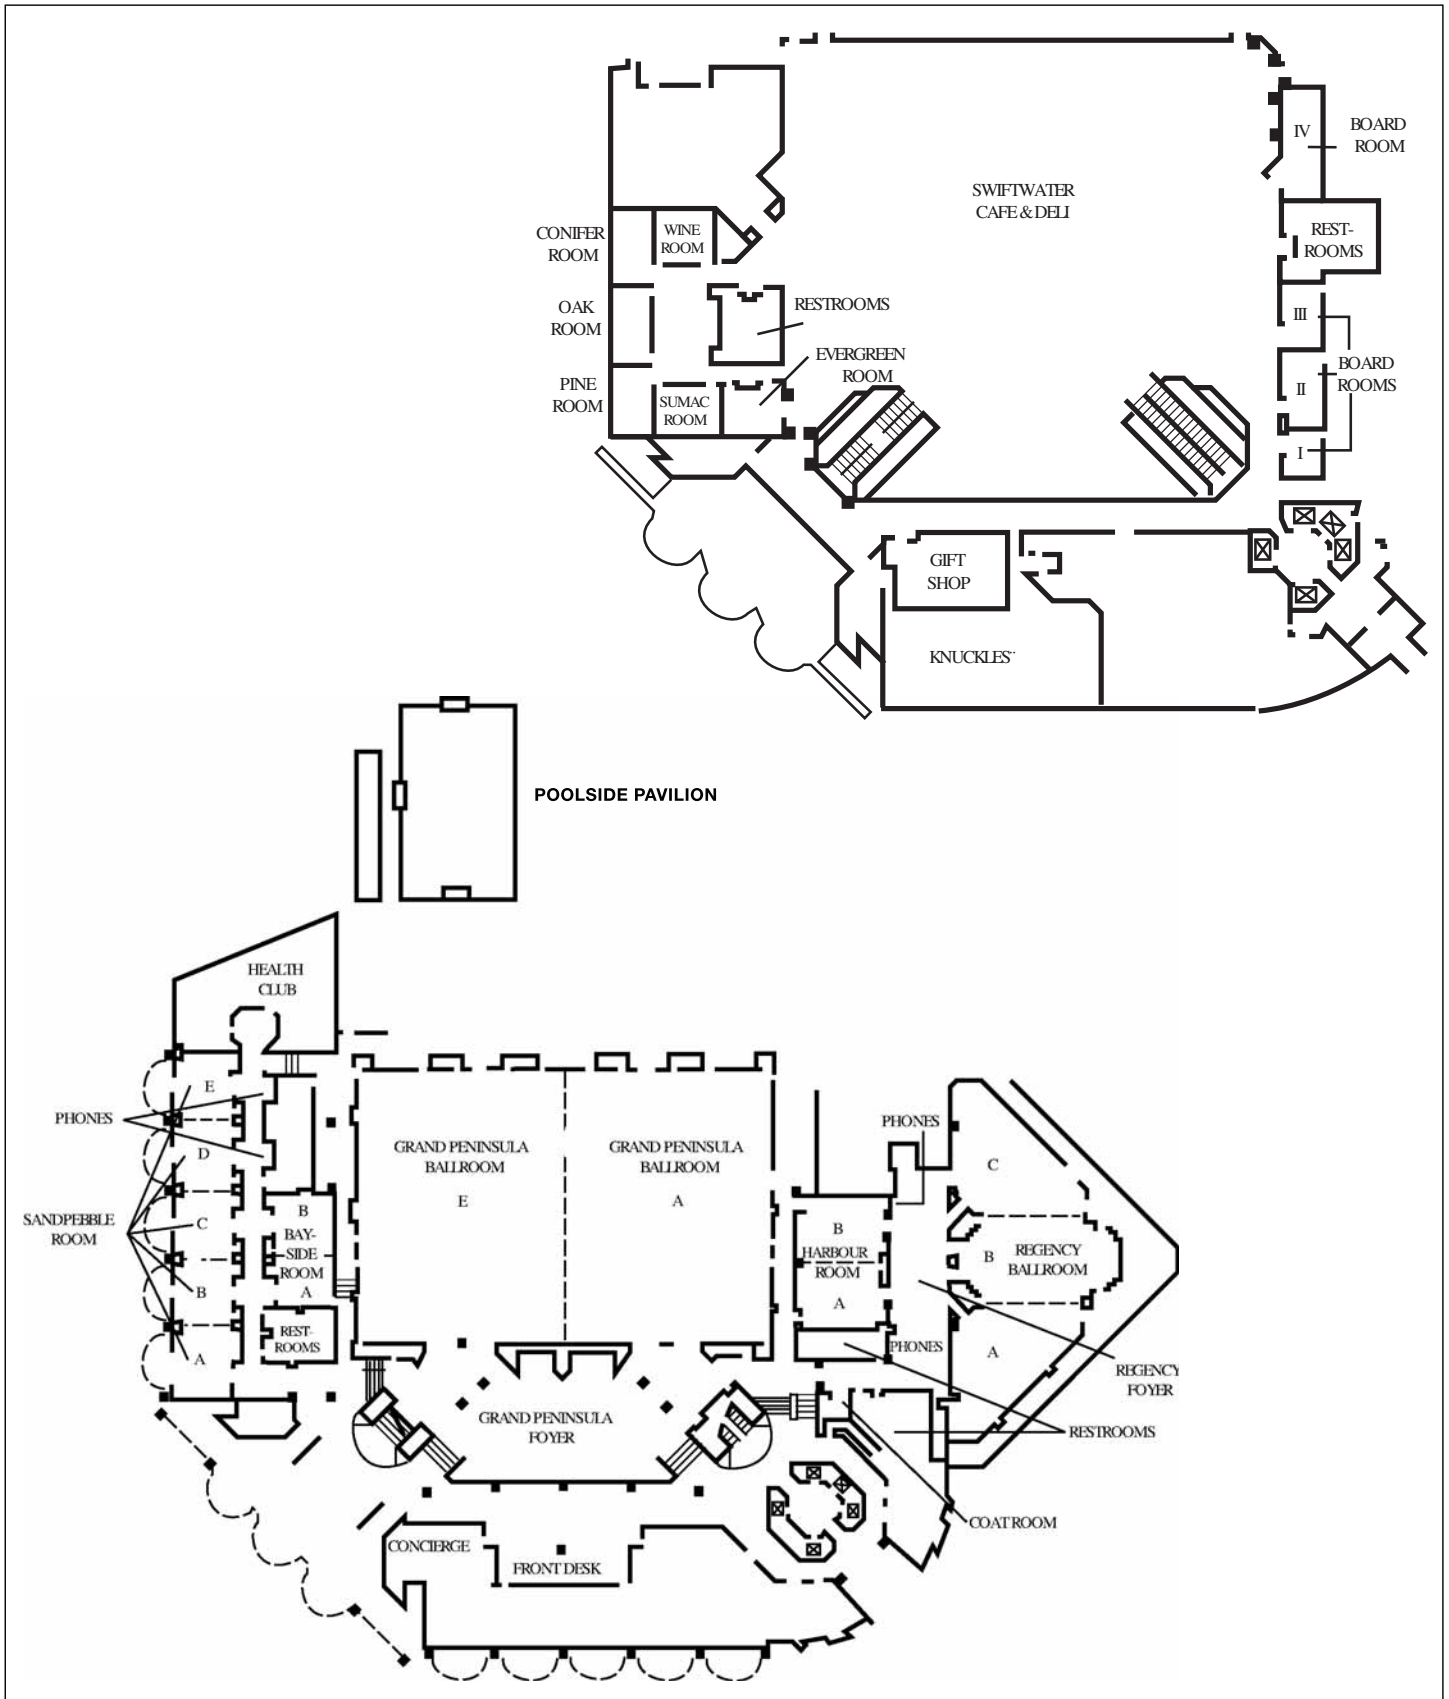 IV
BOARD
ROOM
SWIFTWATER
CAFE & DELI
CONIFER
ROOM
WINE
ROOM
REST-
ROOMS
OAK
ROOM
RESTROOMS
III
EVERGREEN
ROOM
BOARD
ROOMS
PINE
ROOM
SUMAC
ROOM
II
I
GIFT
SHOP
KNUCKLES¨
POOLSIDE PAVILION
HEALTH
CLUB
E
PHONES
D
SANDPEBBLE
ROOM
C
B
A
B
BAY-
SIDE
ROOM
A
REST-
ROOMS
GRAND PENINSULA
BALLROOM
E
GRAND PENINSULA
BALLROOM
A
PHONES
C
B
HARBOUR
ROOM
A
B
REGENCY
BALLROOM
PHONES
A
REGENCY
FOYER
GRAND PENINSULA
FOYER
RESTROOMS
COAT ROOM
CONCIERGE
FRONT DESK